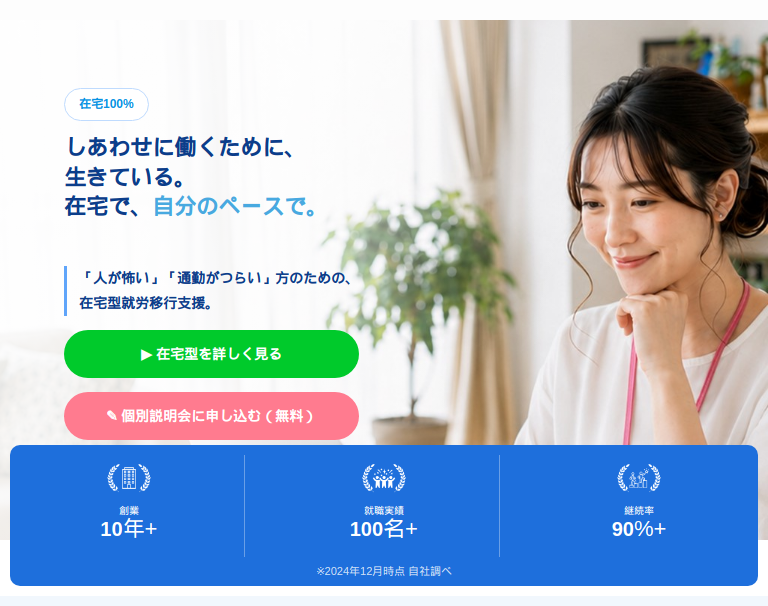 在宅100%
しあわせに働くために、
生きている。
在宅で、自分のペースで。
「人が怖い」「通勤がつらい」方のための、
在宅型就労移行支援。
▶ 在宅型を詳しく見る
✎ 個別説明会に申し込む（無料）
創業
10年+
就職実績
100名+
継続率
90%+
※2024年12月時点 自社調べ